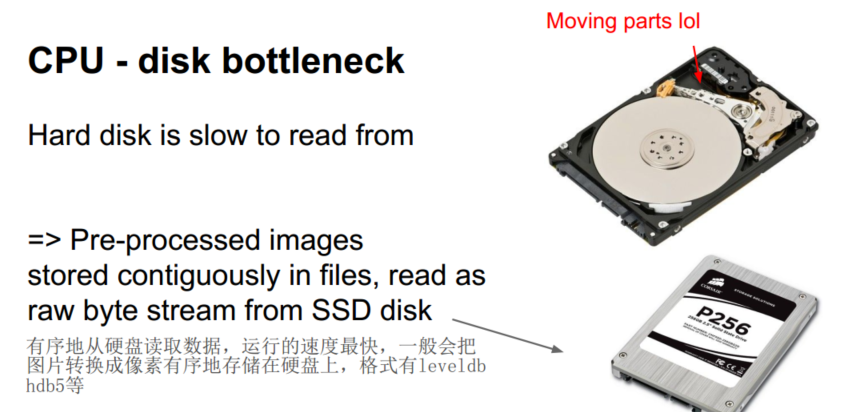 Moving parts lol
CPU - disk bottleneck
Hard disk is slow to read from
=> Pre-processed images
stored contiguously in files, read as
raw byte stream from SSD disk
有序地从硬盘读取数据，运行的速度最快，一般会把
图片转换成像素有序地存储在硬盘上，格式有leveldb
hdb5等
CORSAIR
P256